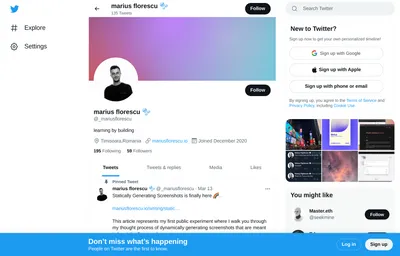 marius florescu
120 Tweets
Follow
Search Twitter
Explore
Settings
Follow
marius florescu
@_mariusflorescu
learning by building
Timisoara, Romania
mariusflorescu.io
Joined December 2020
195 Following
59 Followers
Tweets
Tweets & replies
Media
Likes
Pinned Tweet
marius florescu @_mariusflorescu · Mar 13
Statically Generating Screenshots is finally here
mariusflorescu.io/writing/static...
This article represents my first public experiment where I walk you through
my thought process of dynamically generating screenshots that are meant
New to Twitter?
Sign up now to get your own personalized timeline!
Sign up with Google
Sign up with Apple
Sign up with phone or email
By signing up, you agree to the Terms of Service and
Privacy Policy, including Cookie Use.
You might like
Master.eth
@seatimine
Follow
Don't miss what's happening
People on Twitter are the first to know.
Log in
Sign up